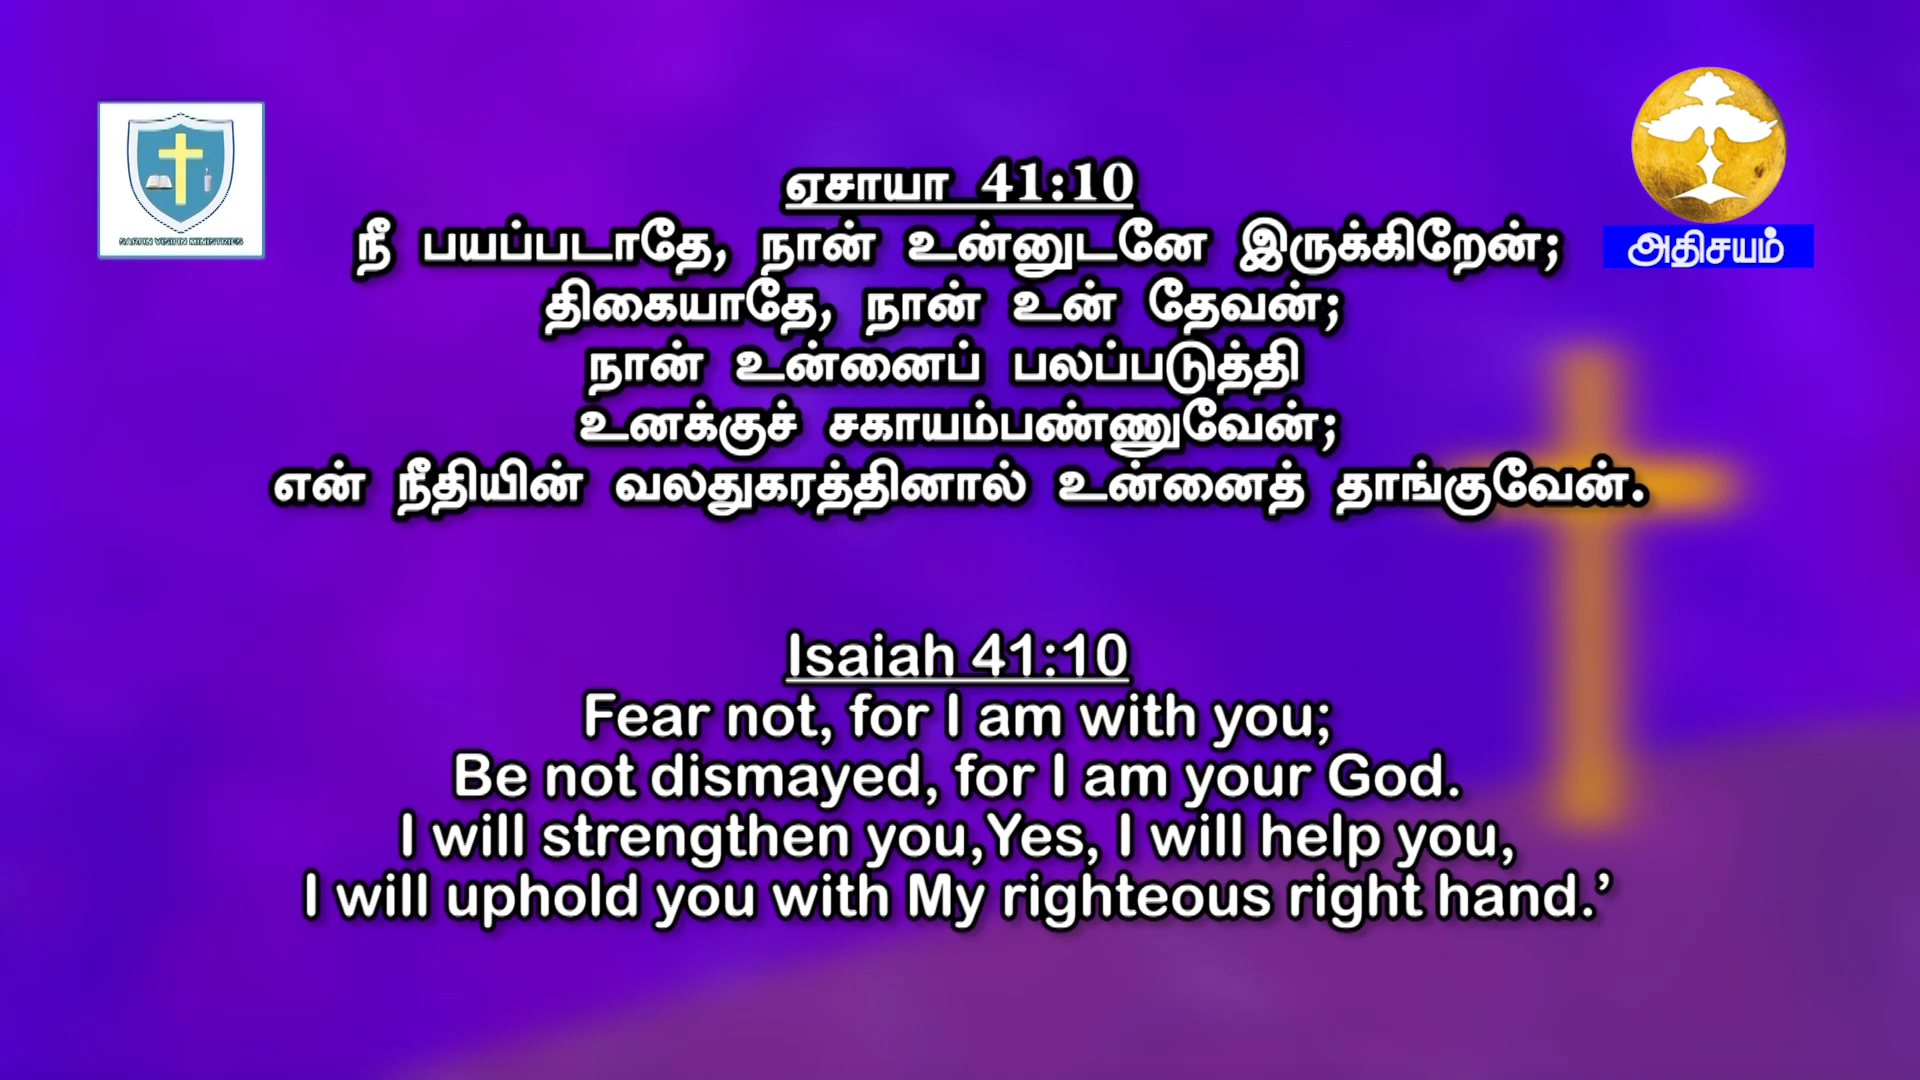 ஏசாயா 41:10
நீ பயப்படாதே, நான் உன்னுடனே இருக்கிறேன்;
அதிசயம்
திகையாதே, நான் உன் தேவன்;
நான் உன்னைப் பலப்படுத்தி
உனக்குச் சகாயம்பண்ணுவேன்;
என் நீதியின் வலதுகரத்தினால் உன்னைத் தாங்குவேன்.
Isaiah 41:10
Fear not, for I am with you;
Be not dismayed, for I am your God.
I will strengthen you,Yes, I will help you,
I will uphold you with My righteous right hand.’